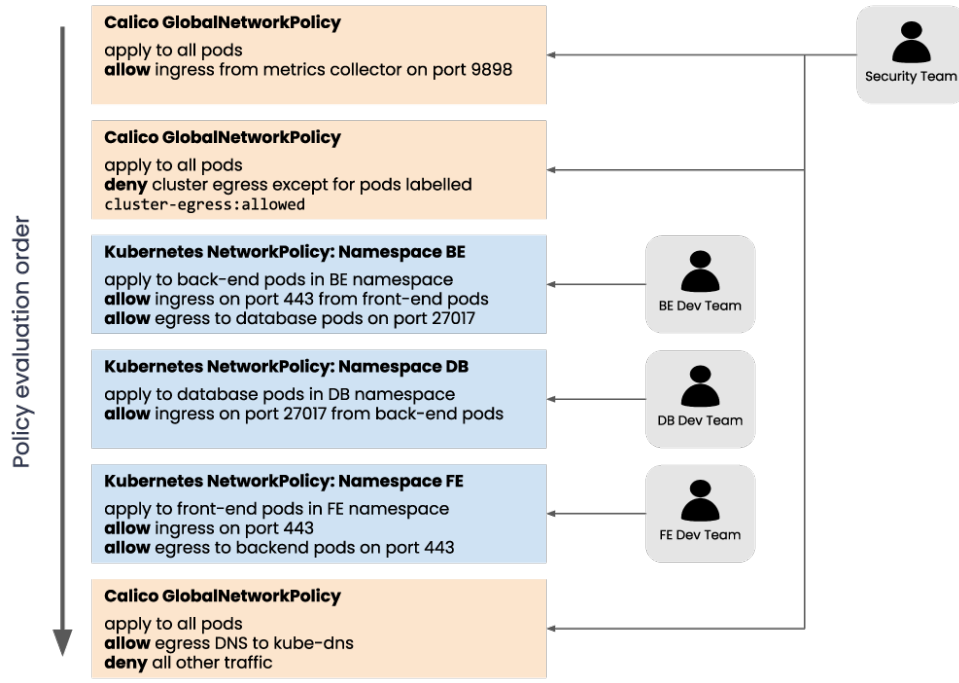 Calico GlobalNetworkPolicy
apply to all pods
allow ingress from metrics collector on port 9898
Security Team
Calico GlobalNetworkPolicy
apply to all pods
deny cluster egress except for pods labelled
cluster-egress:allowed
Policy evaluation order
Kubernetes NetworkPolicy: Namespace BE
apply to back-end pods in BE namespace
allow ingress on port 443 from front-end pods
allow egress to database pods on port 27017
BE Dev Team
Kubernetes NetworkPolicy: Namespace DB
apply to database pods in DB namespace
allow ingress on port 27017 from back-end pods
DB Dev Team
Kubernetes NetworkPolicy: Namespace FE
apply to front-end pods in FE namespace
allow ingress on port 443
allow egress to backend pods on port 443
FE Dev Team
Calico GlobalNetworkPolicy
apply to all pods
allow egress DNS to kube-dns
deny all other traffic